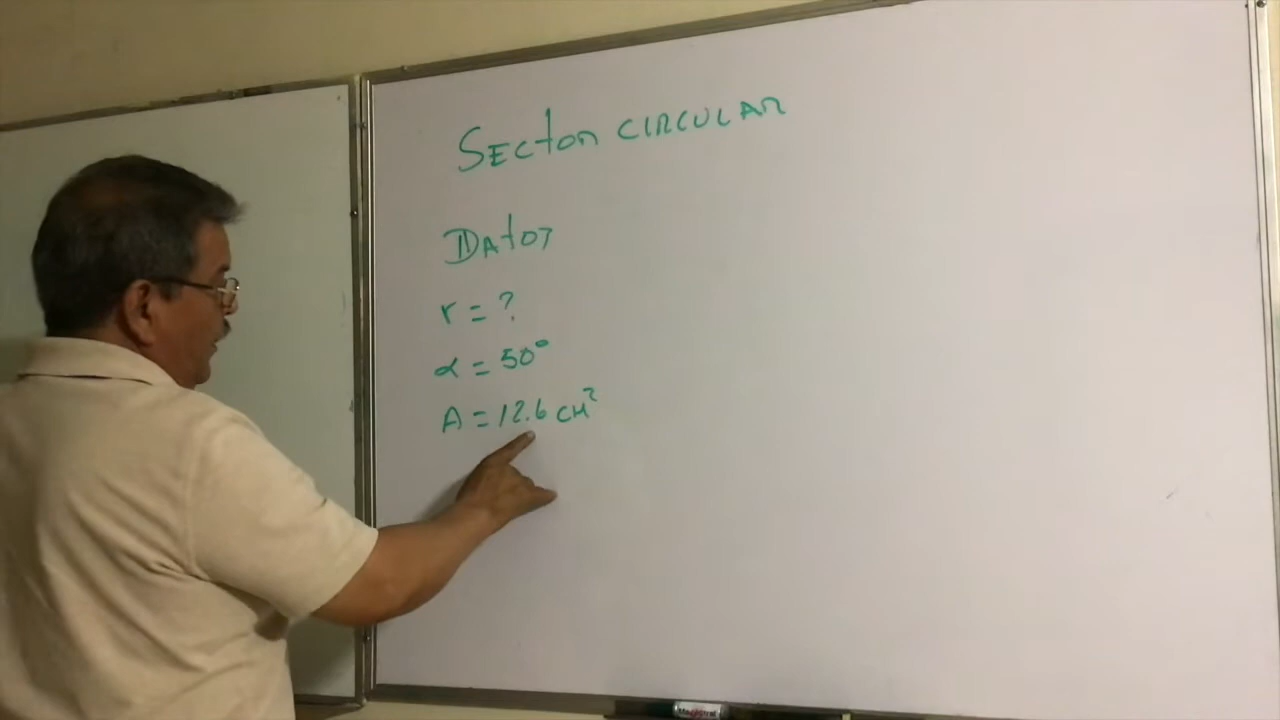 SECTOR CIRCULAR
DATOS
r = ?
α = 50°
A = 12.6 CM²